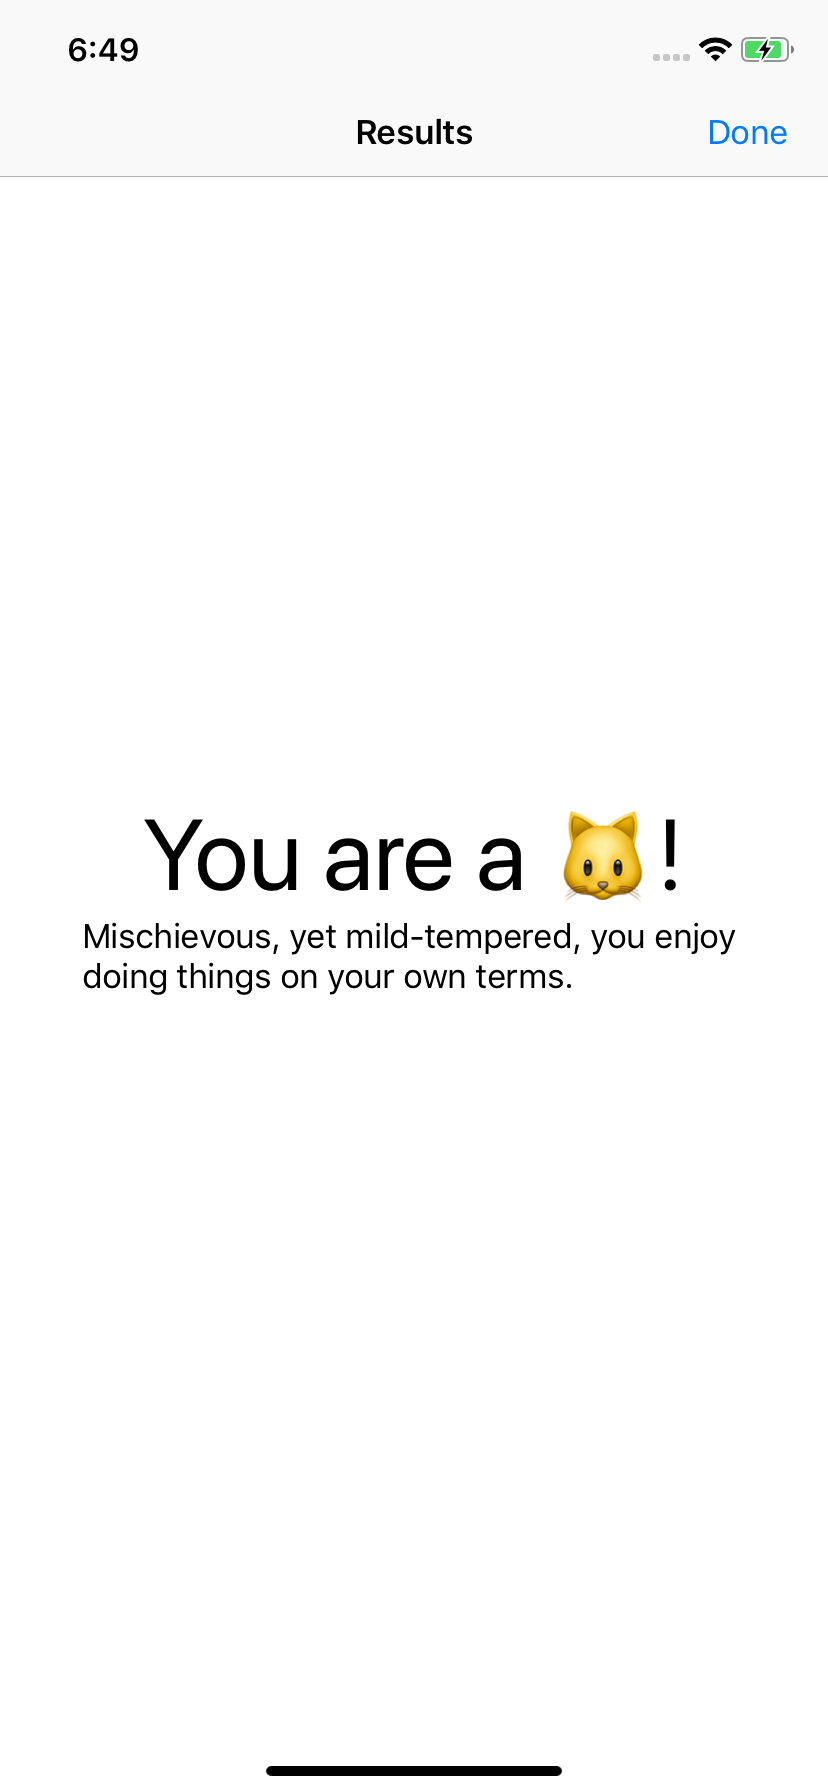 6:49
Results
Done
You are a 🐱!
Mischievous, yet mild-tempered, you enjoy
doing things on your own terms.